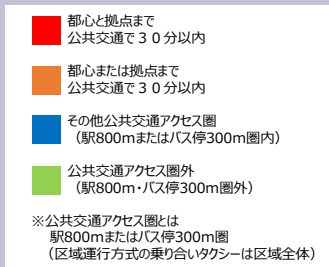 都心と拠点まで
公共交通で３０分以内
都心または拠点まで
公共交通で３０分以内
その他公共交通アクセス圏
（駅800mまたはバス停300m圏内）
公共交通アクセス圏外
（駅800m・バス停300m圏外）
※公共交通アクセス圏とは
駅800mまたはバス停300m圏
（区域運行方式の乗り合いタクシーは区域全体）